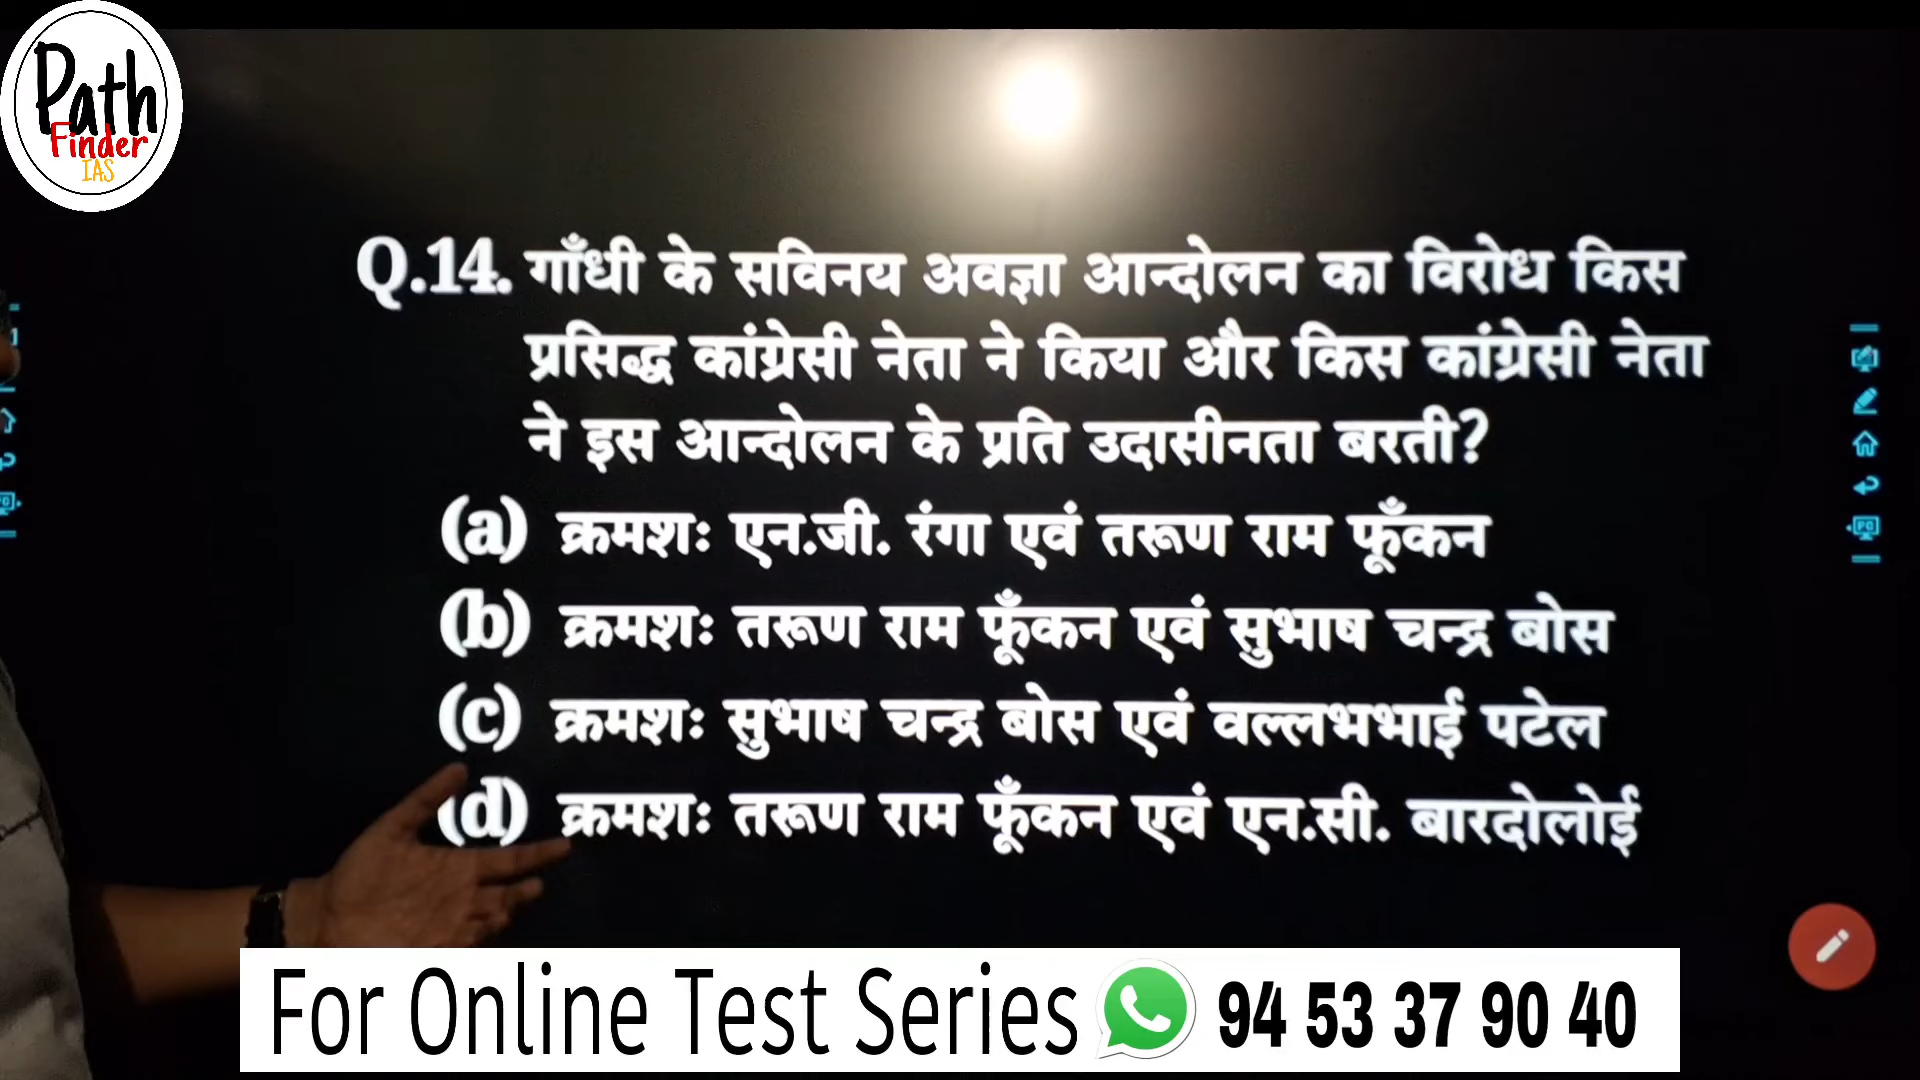 Path
Finder
IAS
Q.14. गाँधी के सविनय अवज्ञा आन्दोलन का विरोध किस
प्रसिद्ध कांग्रेसी नेता ने किया और किस कांग्रेसी नेता
ने इस आन्दोलन के प्रति उदासीनता बरती?
(a) क्रमशः एन.जी. रंगा एवं तरूण राम फूँकन
(b) क्रमशः तरूण राम फूँकन एवं सुभाष चन्द्र बोस
(c) क्रमशः सुभाष चन्द्र बोस एवं वल्लभभाई पटेल
(d) क्रमशः तरूण राम फूँकन एवं एन.सी. बारदोलोई
For Online Test Series 94 53 37 90 40